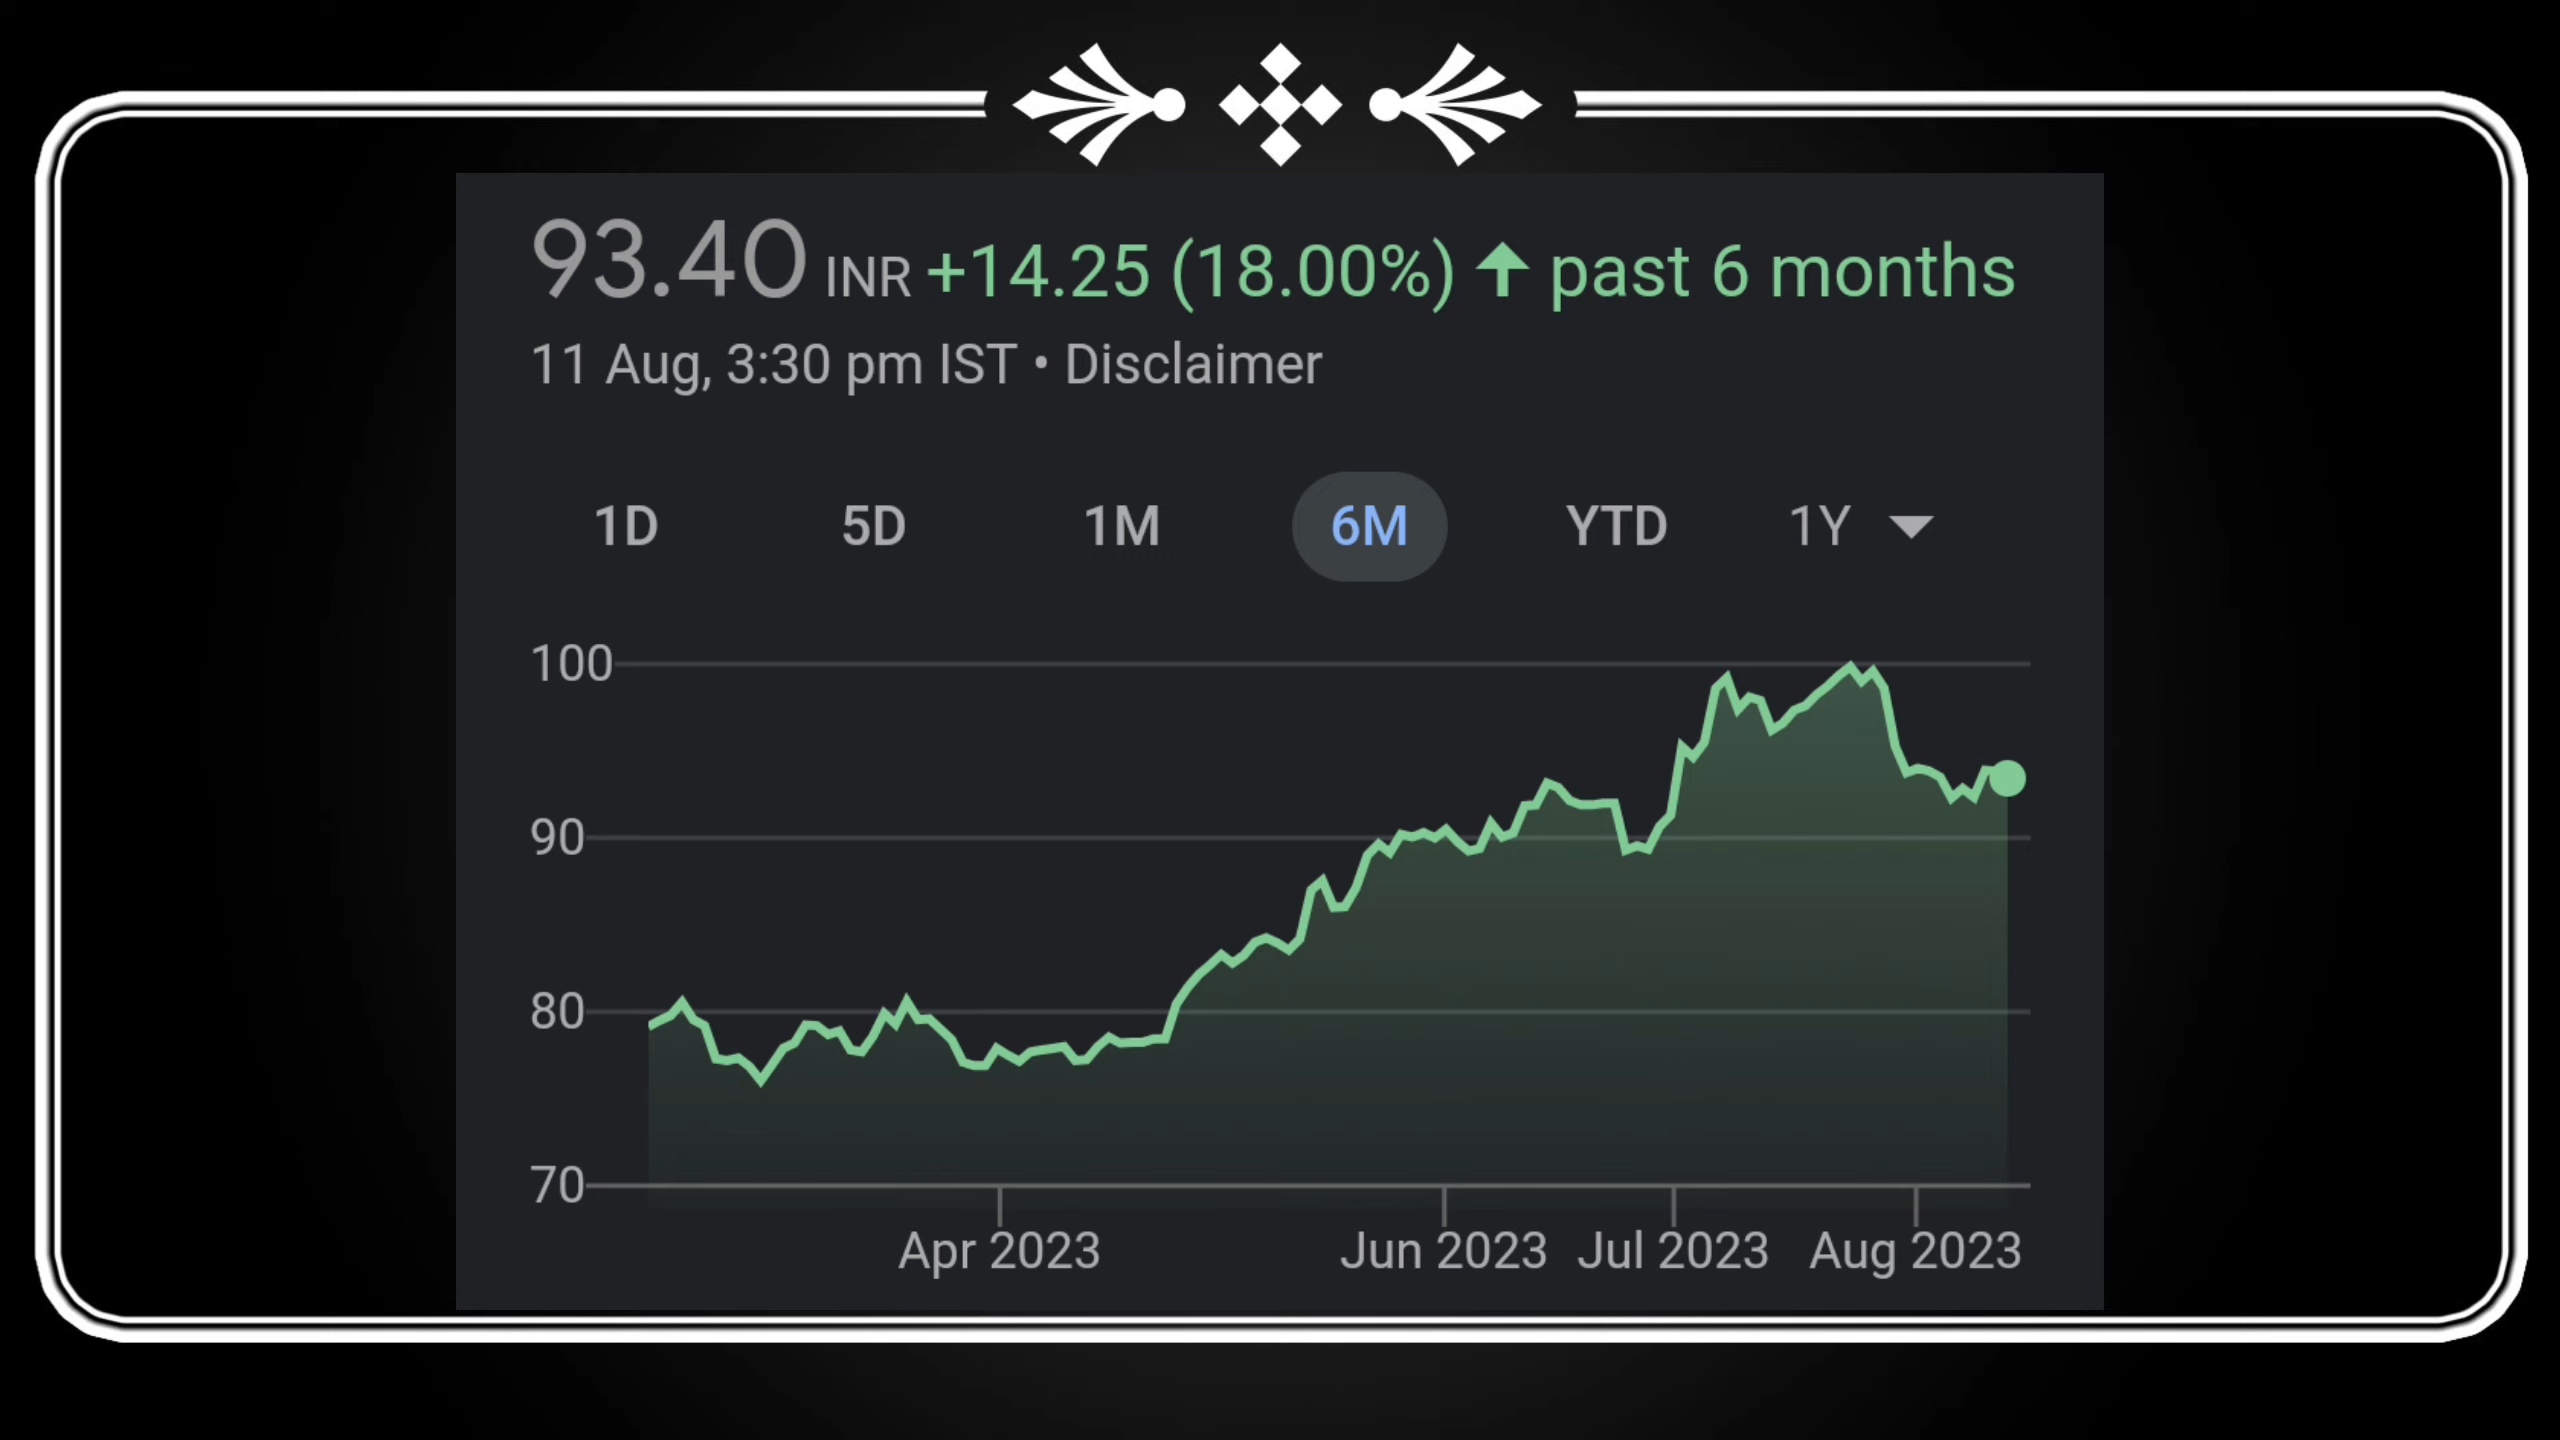 93.40 INR +14.25 (18.00%) ↑ past 6 months
11 Aug, 3:30 pm IST • Disclaimer
1D 5D 1M 6M YTD 1Y
100
90
80
70
Apr 2023 Jun 2023 Jul 2023 Aug 2023